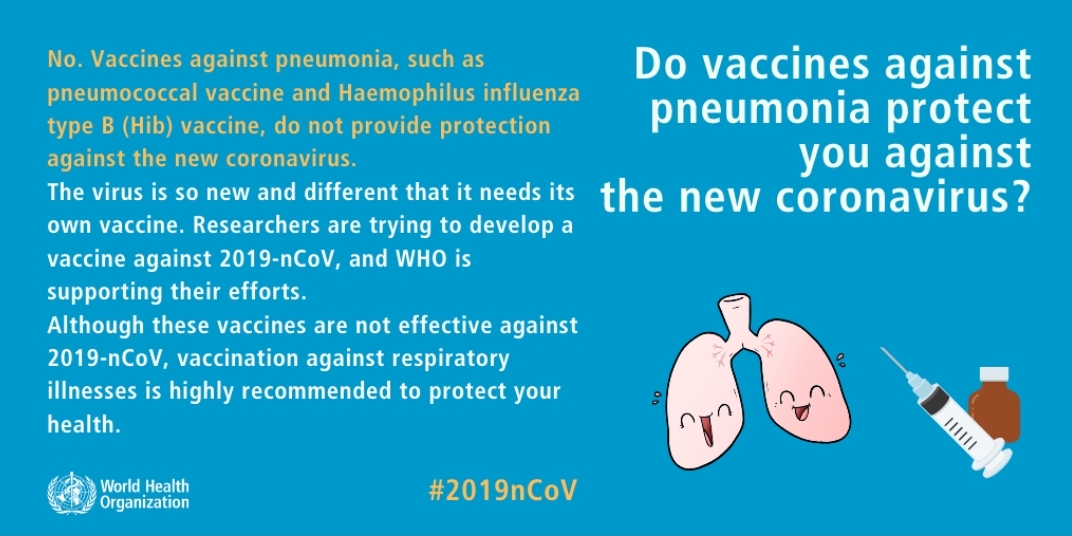 Do vaccines against
pneumonia protect
you against
the new coronavirus?
No. Vaccines against pneumonia, such as
pneumococcal vaccine and Haemophilus influenza
type B (Hib) vaccine, do not provide protection
against the new coronavirus.
The virus is so new and different that it needs its
own vaccine. Researchers are trying to develop a
vaccine against 2019-nCoV, and WHO is
supporting their efforts.
Although these vaccines are not effective against
2019-nCoV, vaccination against respiratory
illnesses is highly recommended to protect your
health.
World Health
Organization
#2019nCoV